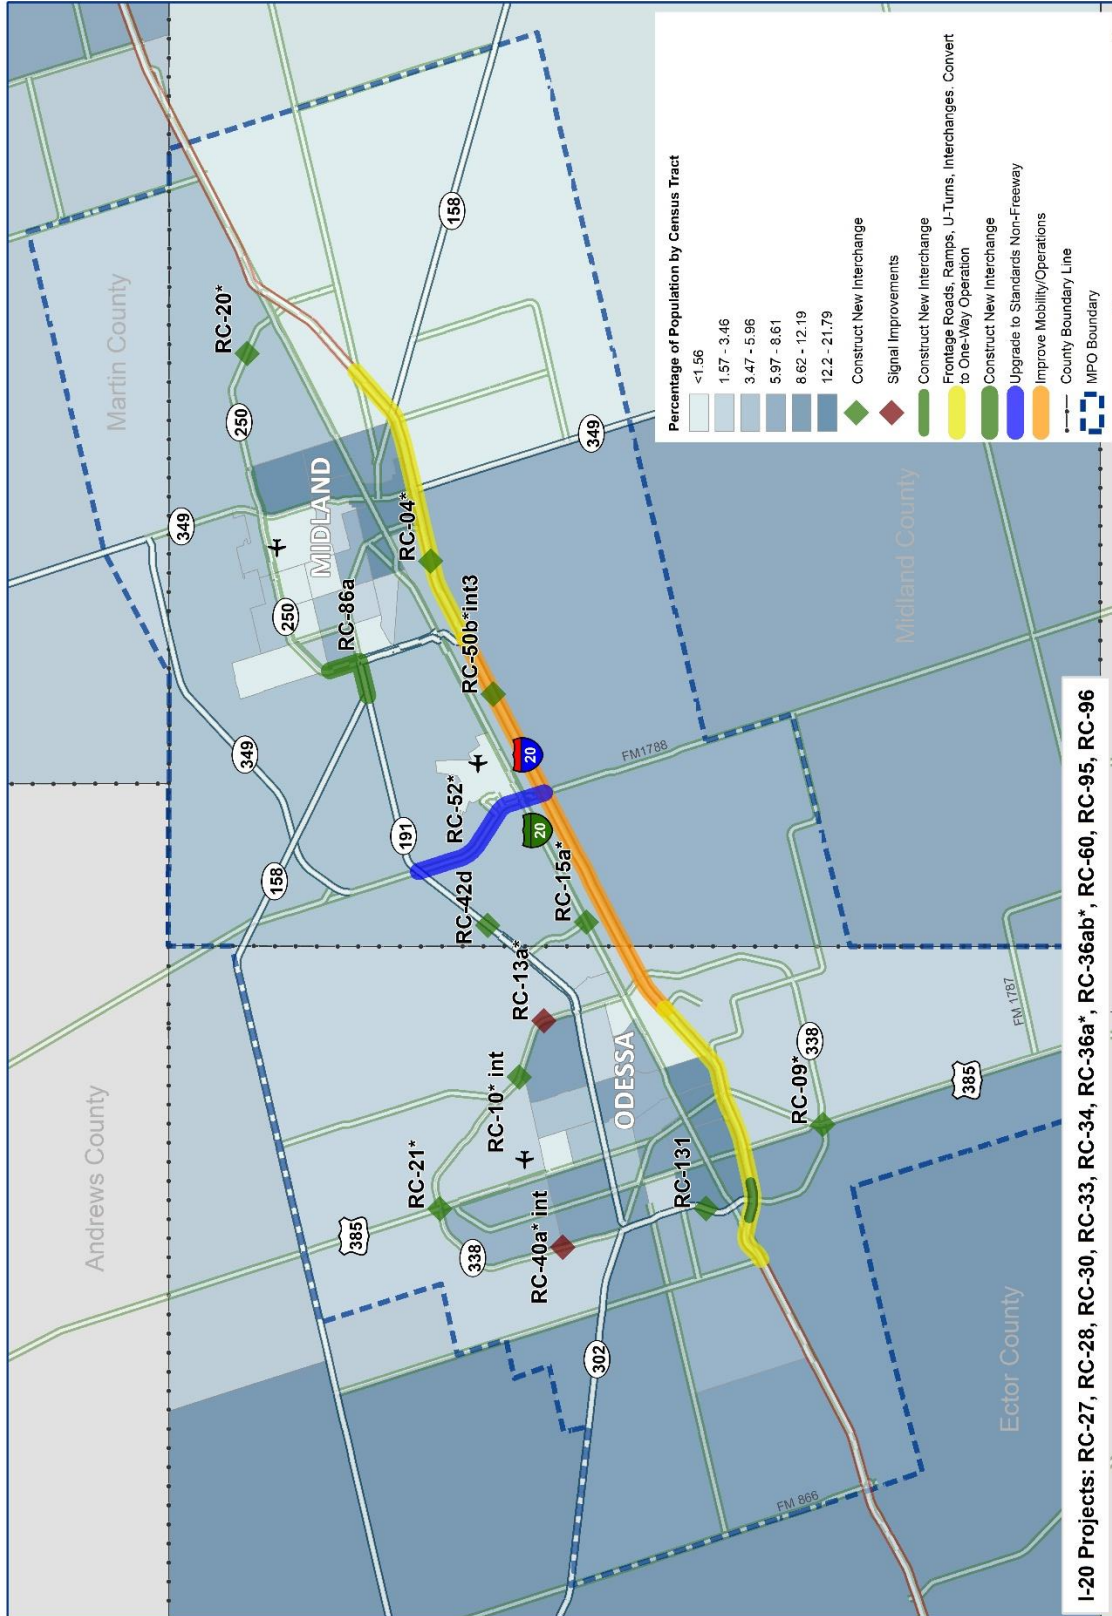 Andrews County
Martin County
Midland County
Ector County
MIDLAND
ODESSA
RC-20*
250
349
250
RC-86a
RC-04*
158
349
RC-50b*int3
349
158
191
RC-52*
20
20
FM1788
RC-42d
RC-15a*
RC-13a*
RC-10* int
RC-21*
385
338
RC-40a* int
RC-131
RC-09*
338
385
FM 1787
302
FM 866
Percentage of Population by Census Tract
<1.56
1.57 - 3.46
3.47 - 5.96
5.97 - 8.61
8.62 - 12.19
12.2 - 21.79
Construct New Interchange
Signal Improvements
Construct New Interchange
Frontage Roads, Ramps, U-Turns, Interchanges. Convert
to One-Way Operation
Construct New Interchange
Upgrade to Standards Non-Freeway
Improve Mobility/Operations
County Boundary Line
MPO Boundary
I-20 Projects: RC-27, RC-28, RC-30, RC-33, RC-34, RC-36a*, RC-36ab*, RC-60, RC-95, RC-96